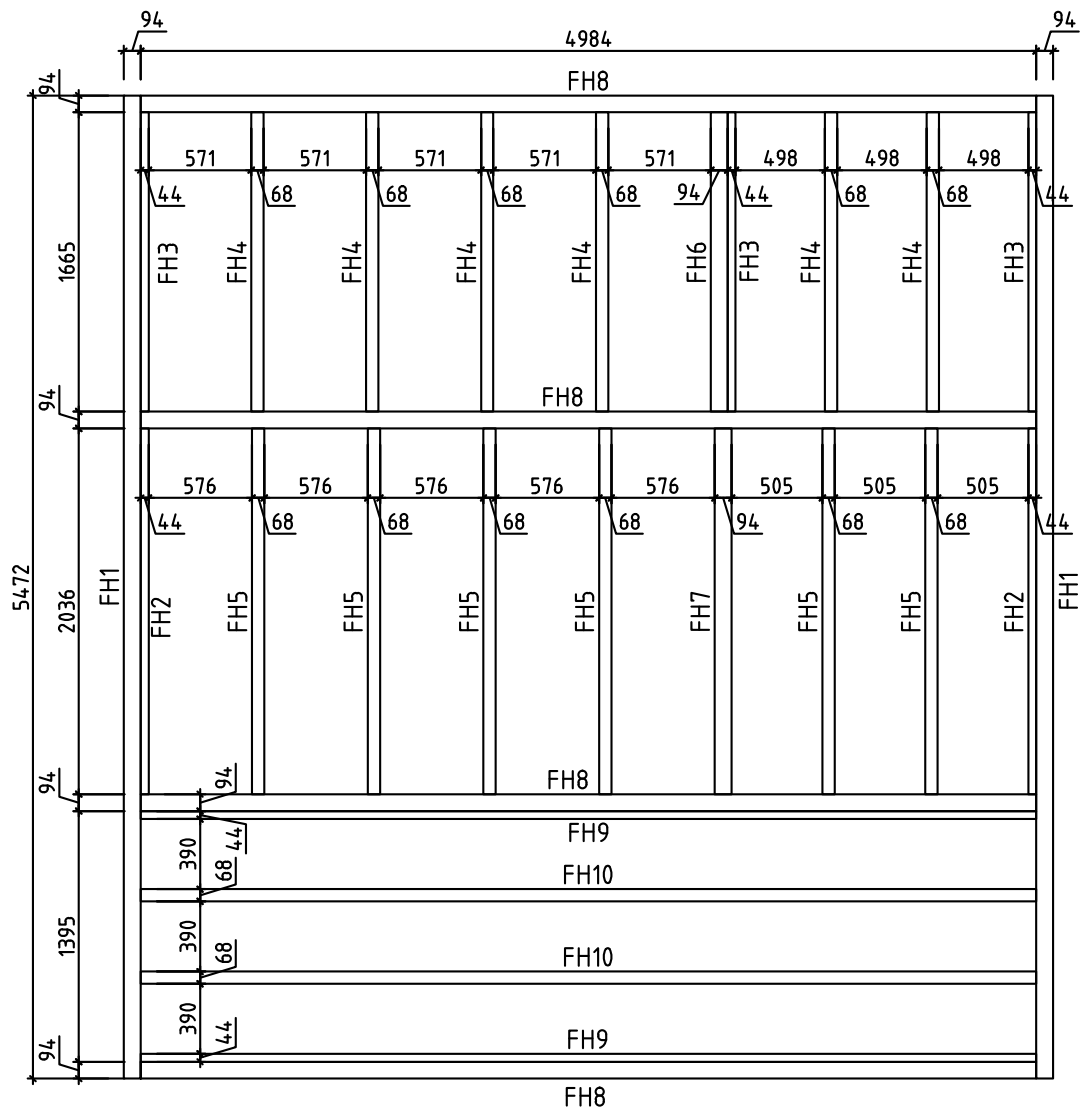 94 4984 94
94 FH8
571 571 571 571 571 498 498 498
44 68 68 68 68 94 44 68 68 44
1665 FH3 FH4 FH4 FH4 FH4 FH6 FH3 FH4 FH4 FH3
94 FH8
576 576 576 576 576 505 505 505
44 68 68 68 68 94 68 68 44
5472 2036 FH1 FH2 FH5 FH5 FH5 FH5 FH7 FH5 FH5 FH2 FH1
94 94 FH8
44 FH9
390 68 FH10
1395 390 68 FH10
390 44 FH9
94
FH8